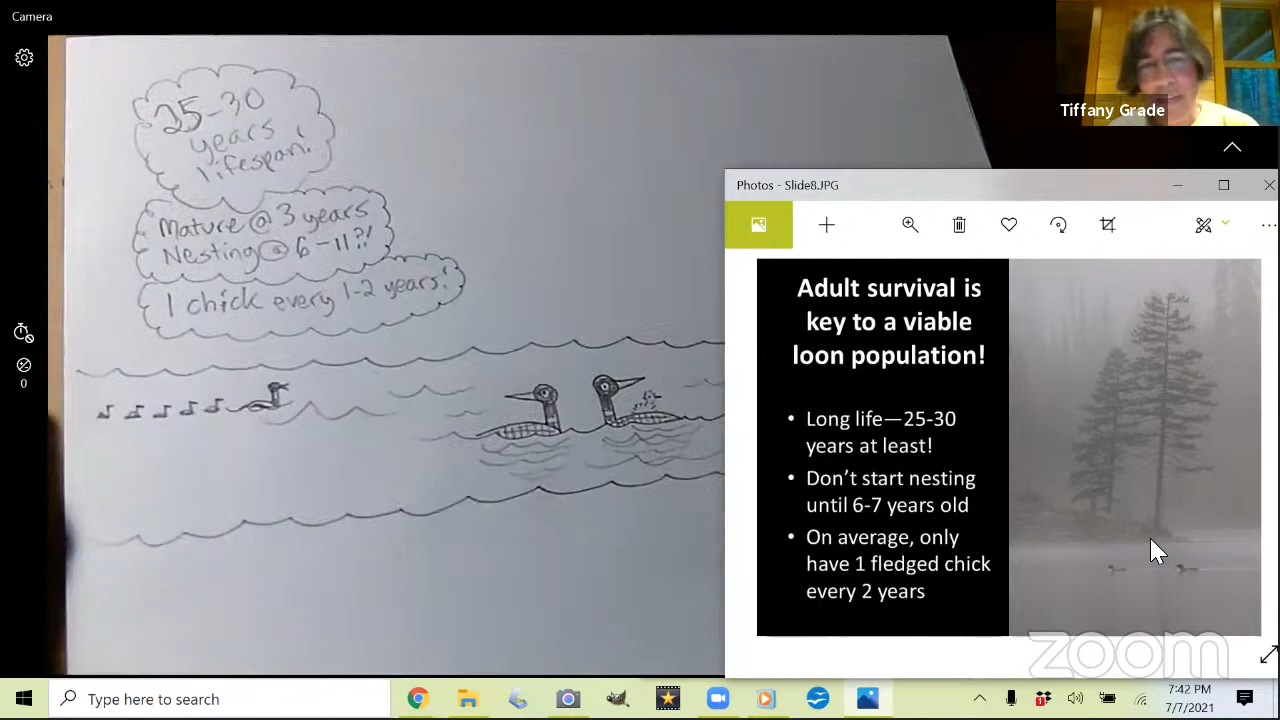 Camera
25-30
years
lifespan!
Mature @ 3 years
Nesting @ 6-11?!
1 chick every 1-2 years!
0
Tiffany Grade
Photos - Slide8.JPG
Adult survival is
key to a viable
loon population!
• Long life—25-30
years at least!
• Don't start nesting
until 6-7 years old
• On average, only
have 1 fledged chick
every 2 years
zoom
Type here to search
1
7:42 PM
7/7/2021